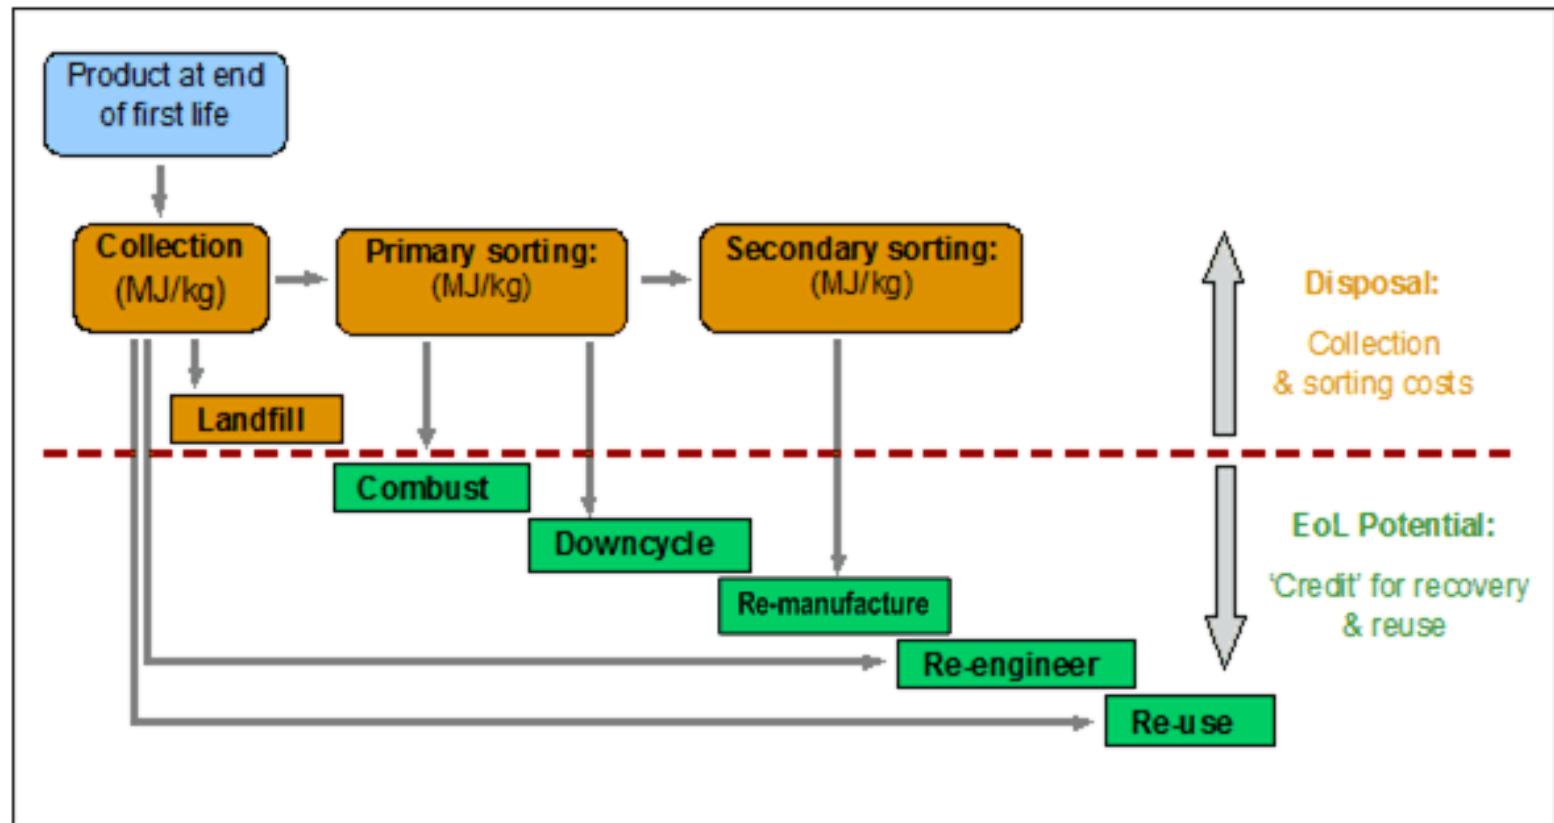 Product at end
of first life
Collection
(MJ/kg)
Primary sorting:
(MJ/kg)
Secondary sorting:
(MJ/kg)
Disposal:
Collection
& sorting costs
Landfill
Combust
Downcycle
Re-manufacture
Re-engineer
Re-use
EoL Potential:
'Credit' for recovery
& reuse